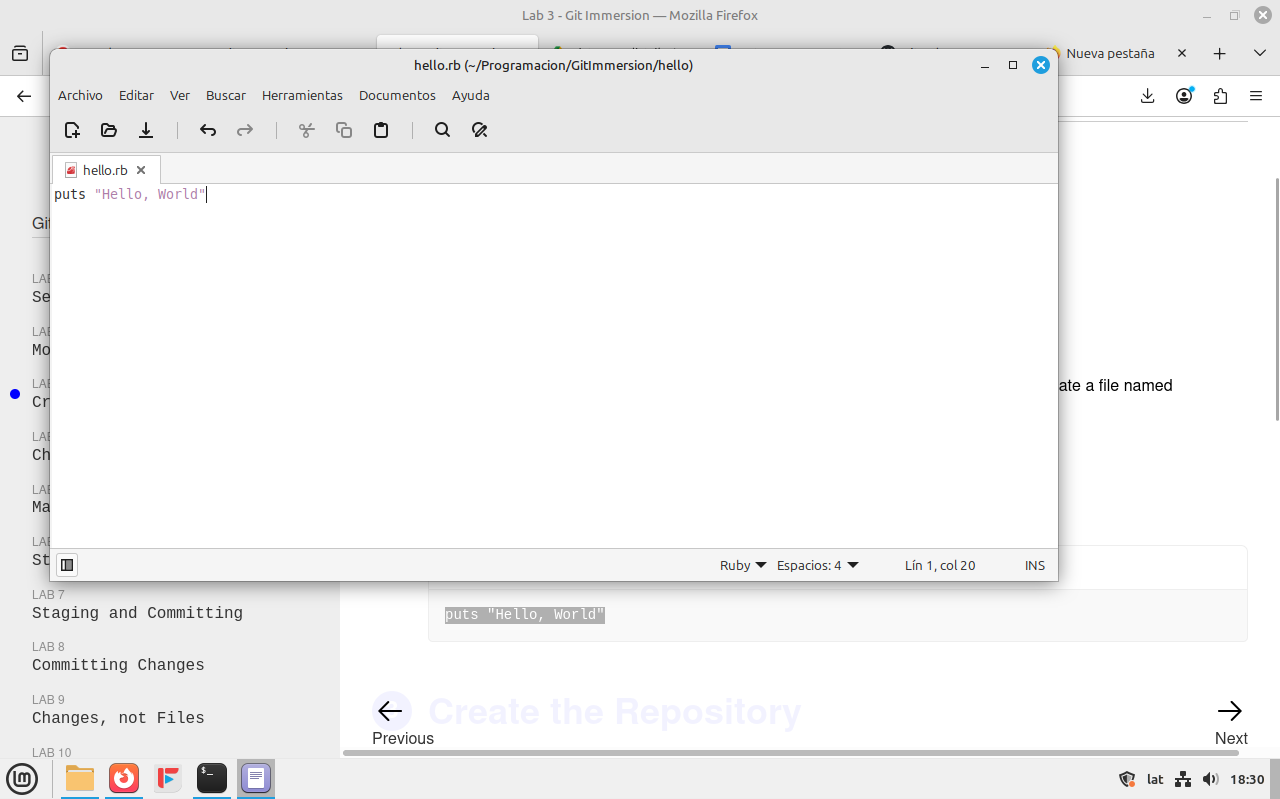 Lab 3 - Git Immersion — Mozilla Firefox
Nueva pestaña
hello.rb (~/Programacion/GitImmersion/hello)
Archivo Editar Ver Buscar Herramientas Documentos Ayuda
hello.rb
puts "Hello, World"
Git
LAB
Se
LAB
Mo
LAB
Cr
ate a file named
LAB
Ch
LAB
Ma
LAB
St
Ruby Espacios: 4 Lín 1, col 20 INS
LAB 7
Staging and Committing
puts "Hello, World"
LAB 8
Committing Changes
LAB 9
Changes, not Files
Create the Repository
Previous Next
LAB 10
lat 18:30